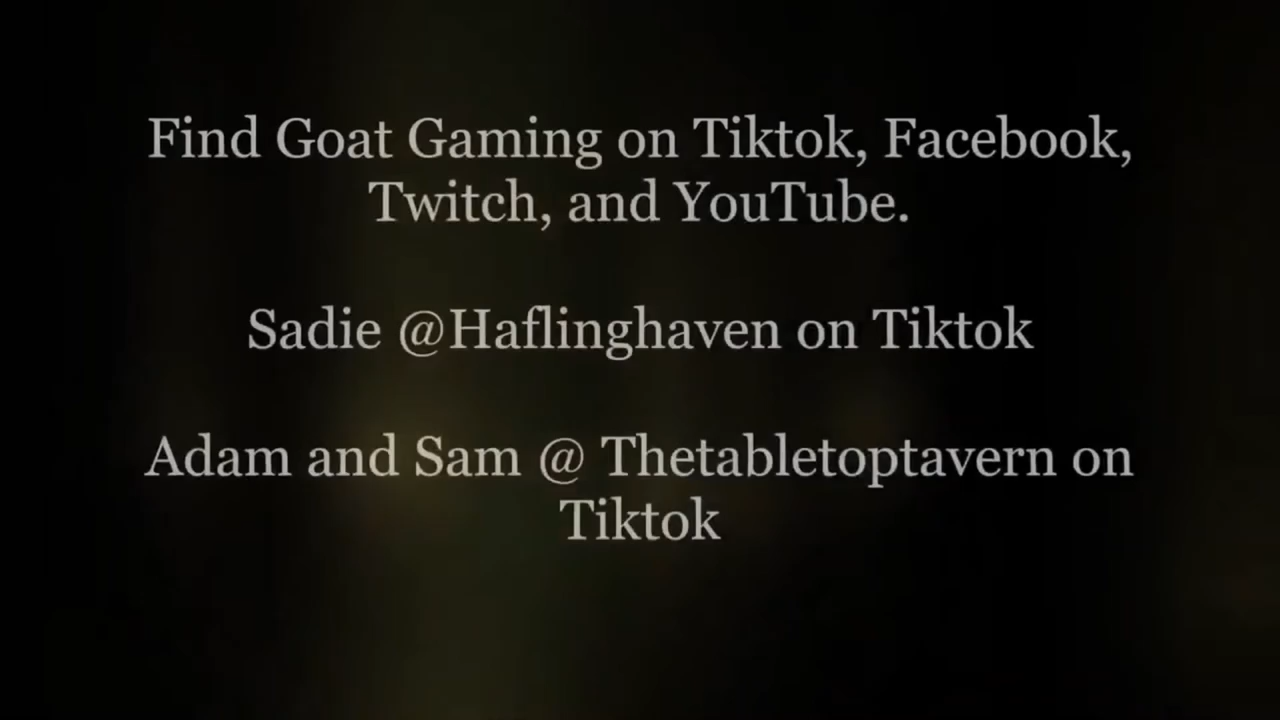 Find Goat Gaming on Tiktok, Facebook,
Twitch, and YouTube.
Sadie @Haflinghaven on Tiktok
Adam and Sam @ Thetabletoptavern on
Tiktok